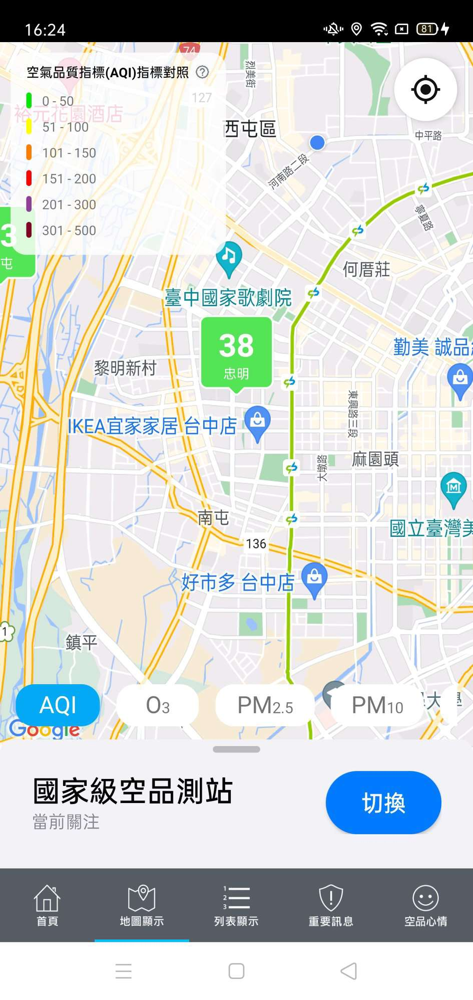 16:24
81
74
空氣品質指標(AQI)指標對照
烈美街
127
0 - 50
裕元花園酒店
51 - 100
西屯區
中平路
101 - 150
河南路二段
151 - 200
201 - 300
寧夏路
301 - 500
3
屯
何厝莊
臺中國家歌劇院
38
忠明
勤美 誠品
黎明新村
東興路三段
IKEA宜家家居 台中店
麻園頭
大墩路
南屯
國立臺灣美
136
好市多 台中店
1
鎮平
AQI
O3
PM2.5
PM10
大學
Google
國家級空品測站
當前關注
切換
首頁
地圖顯示
1
2
3
列表顯示
重要訊息
空品心情